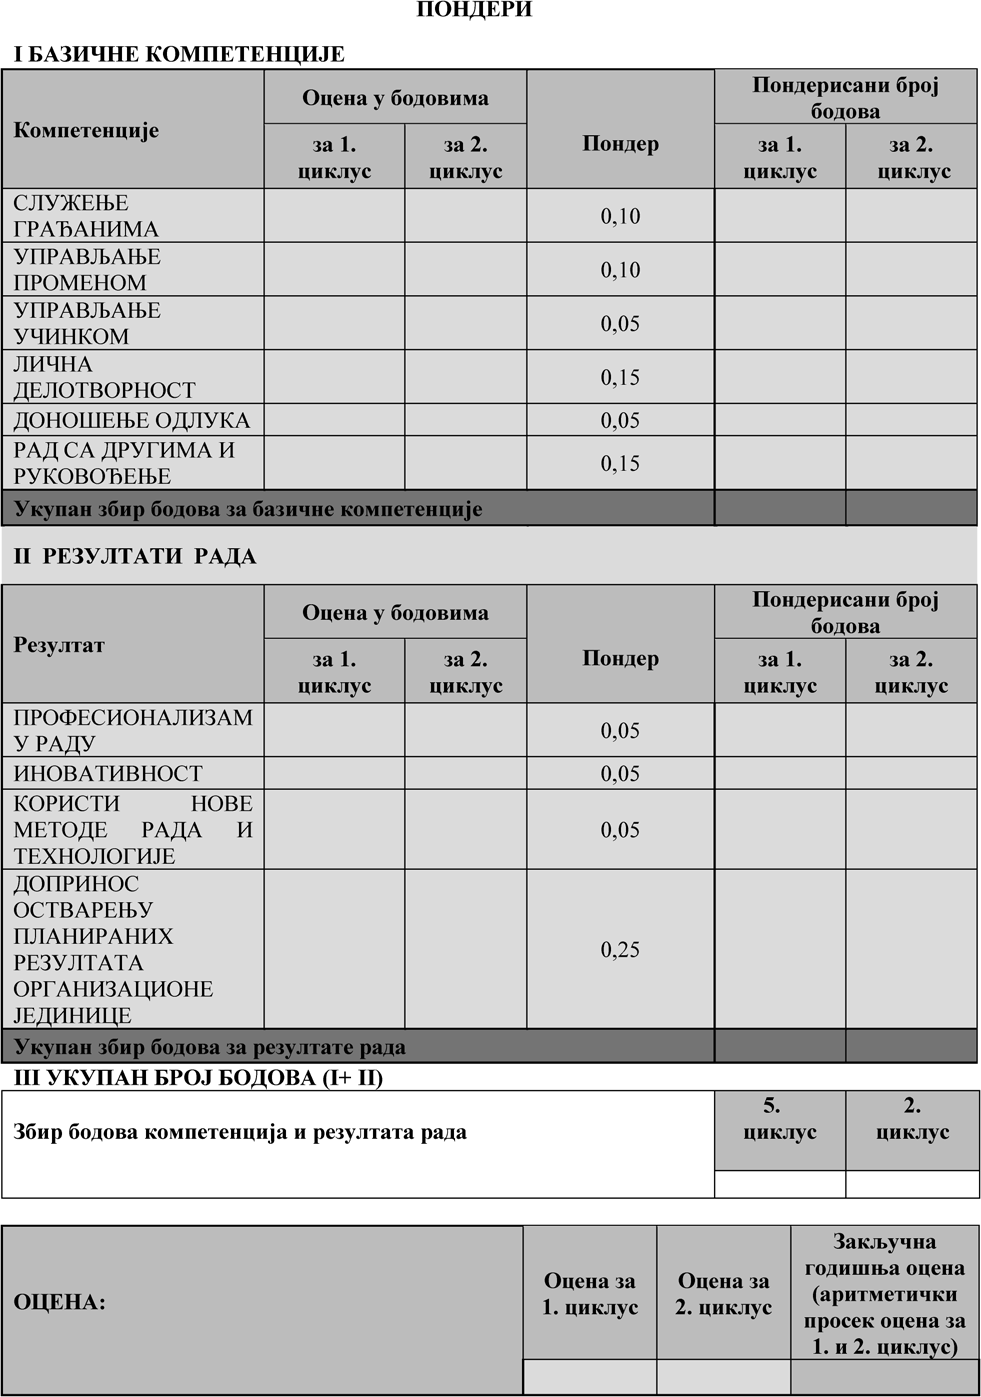 ПОНДЕРИ
I БАЗИЧНЕ КОМПЕТЕНЦИЈЕ
Компетенције
Оцена у бодовима
Пондер
Пондерисани број
бодова
за 1.
циклус
за 2.
циклус
за 1.
циклус
за 2.
циклус
СЛУЖЕЊЕ
ГРАЂАНИМА
0,10
УПРАВЉАЊЕ
ПРОМЕНОМ
0,10
УПРАВЉАЊЕ
УЧИНКОМ
0,05
ЛИЧНА
ДЕЛОТВОРНОСТ
0,15
ДОНОШЕЊЕ ОДЛУКА
0,05
РАД СА ДРУГИМА И
РУКОВОЂЕЊЕ
0,15
Укупан збир бодова за базичне компетенције
II РЕЗУЛТАТИ РАДА
Резултат
Оцена у бодовима
Пондер
Пондерисани број
бодова
за 1.
циклус
за 2.
циклус
за 1.
циклус
за 2.
циклус
ПРОФЕСИОНАЛИЗАМ
У РАДУ
0,05
ИНОВАТИВНОСТ
0,05
КОРИСТИ НОВЕ
МЕТОДЕ РАДА И
ТЕХНОЛОГИЈЕ
0,05
ДОПРИНОС
ОСТВАРЕЊУ
ПЛАНИРАНИХ
РЕЗУЛТАТА
ОРГАНИЗАЦИОНЕ
ЈЕДИНИЦЕ
0,25
Укупан збир бодова за резултате рада
III УКУПАН БРОЈ БОДОВА (I+ II)
Збир бодова компетенција и резултата рада
5.
циклус
2.
циклус
ОЦЕНА:
Оцена за
1. циклус
Оцена за
2. циклус
Закључна
годишња оцена
(аритметички
просек оцена за
1. и 2. циклус)